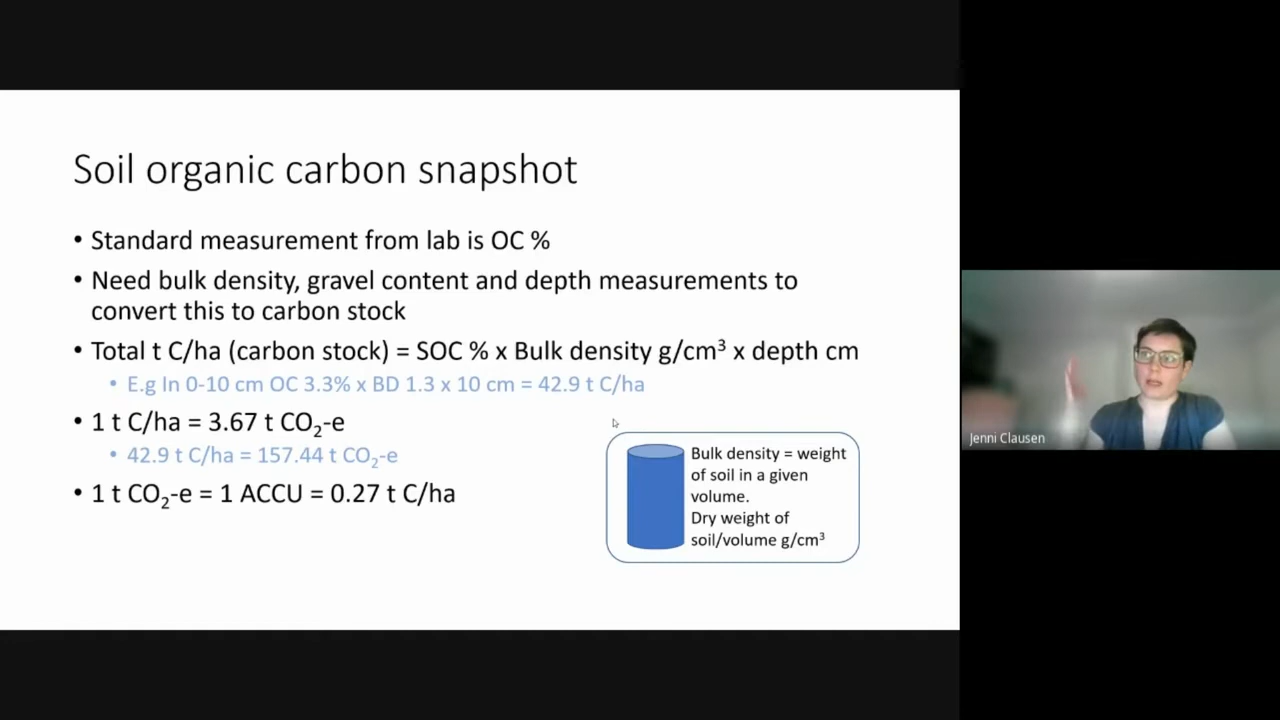 Soil organic carbon snapshot
• Standard measurement from lab is OC %
• Need bulk density, gravel content and depth measurements to
convert this to carbon stock
• Total t C/ha (carbon stock) = SOC % x Bulk density g/cm³ x depth cm
• E.g In 0-10 cm OC 3.3% x BD 1.3 x 10 cm = 42.9 t C/ha
• 1 t C/ha = 3.67 t CO₂-e
• 42.9 t C/ha = 157.44 t CO₂-e
• 1 t CO₂-e = 1 ACCU = 0.27 t C/ha
Bulk density = weight
of soil in a given
volume.
Dry weight of
soil/volume g/cm³
Jenni Clausen